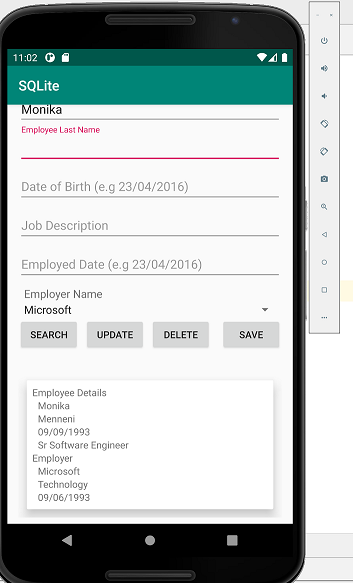 11:02
SQLite
Monika
Employee Last Name
Date of Birth (e.g 23/04/2016)
Job Description
Employed Date (e.g 23/04/2016)
Employer Name
Microsoft
SEARCH UPDATE DELETE SAVE
Employee Details
Monika
Menneni
09/09/1993
Sr Software Engineer
Employer
Microsoft
Technology
09/06/1993